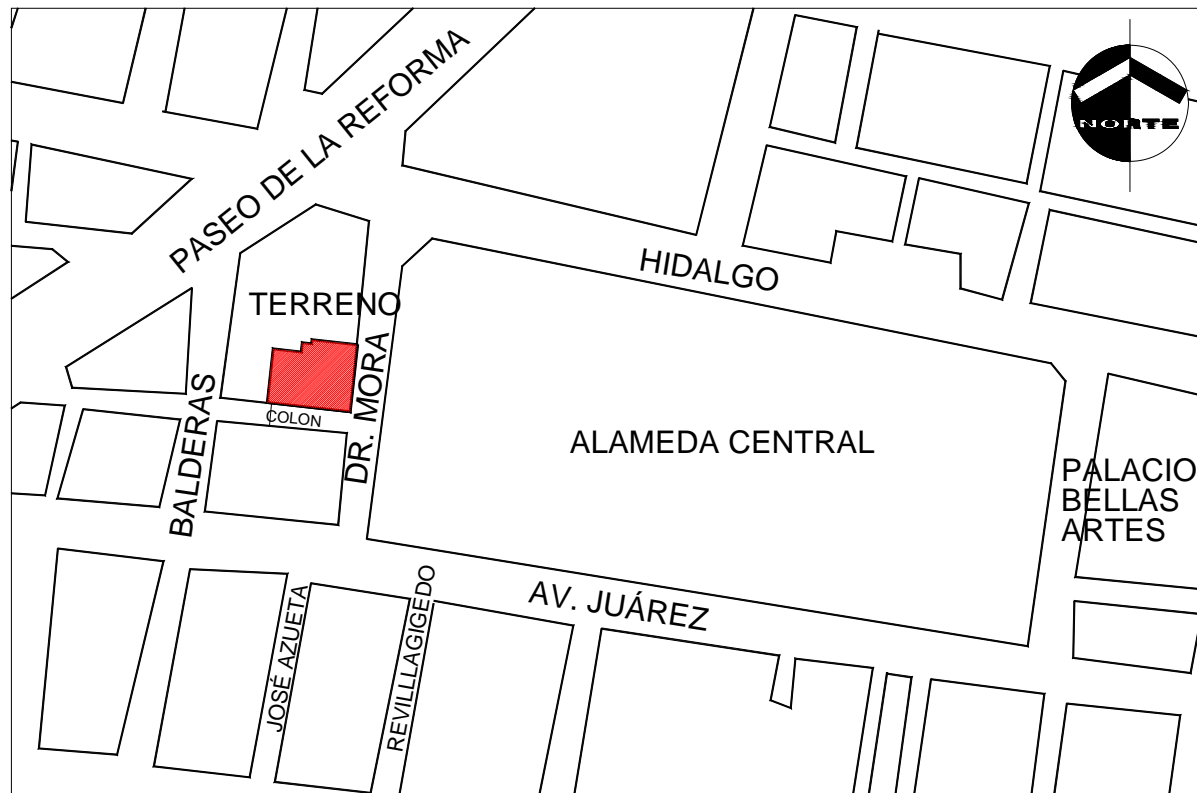 PASEO DE LA REFORMA
NORTE
HIDALGO
TERRENO
COLON
DR. MORA
BALDERAS
ALAMEDA CENTRAL
PALACIO
BELLAS
ARTES
AV. JUÁREZ
JOSÉ AZUETA
REVILLLAGIGEDO